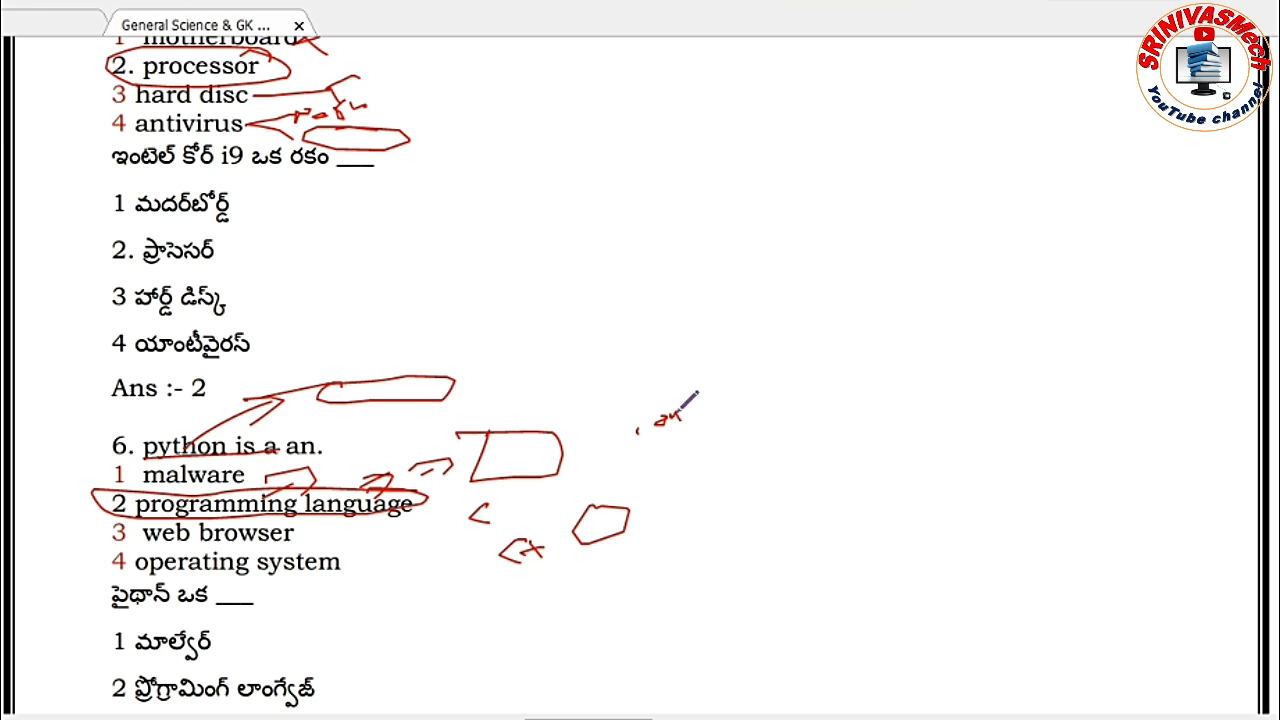 General Science & GK ...
SRINIVASMech
YouTube channel
1 motherboard
2. processor
3 hard disc
4 antivirus
ఇంటెల్ కోర్ i9 ఒక రకం ___
1 మదర్‌బోర్డ్
2. ప్రాసెసర్
3 హార్డ్ డిస్క్
4 యాంటీవైరస్
Ans :- 2
6. python is a an.
1 malware
2 programming language
3 web browser
4 operating system
పైథాన్ ఒక ___
1 మాల్వేర్
2 ప్రోగ్రామింగ్ లాంగ్వేజ్